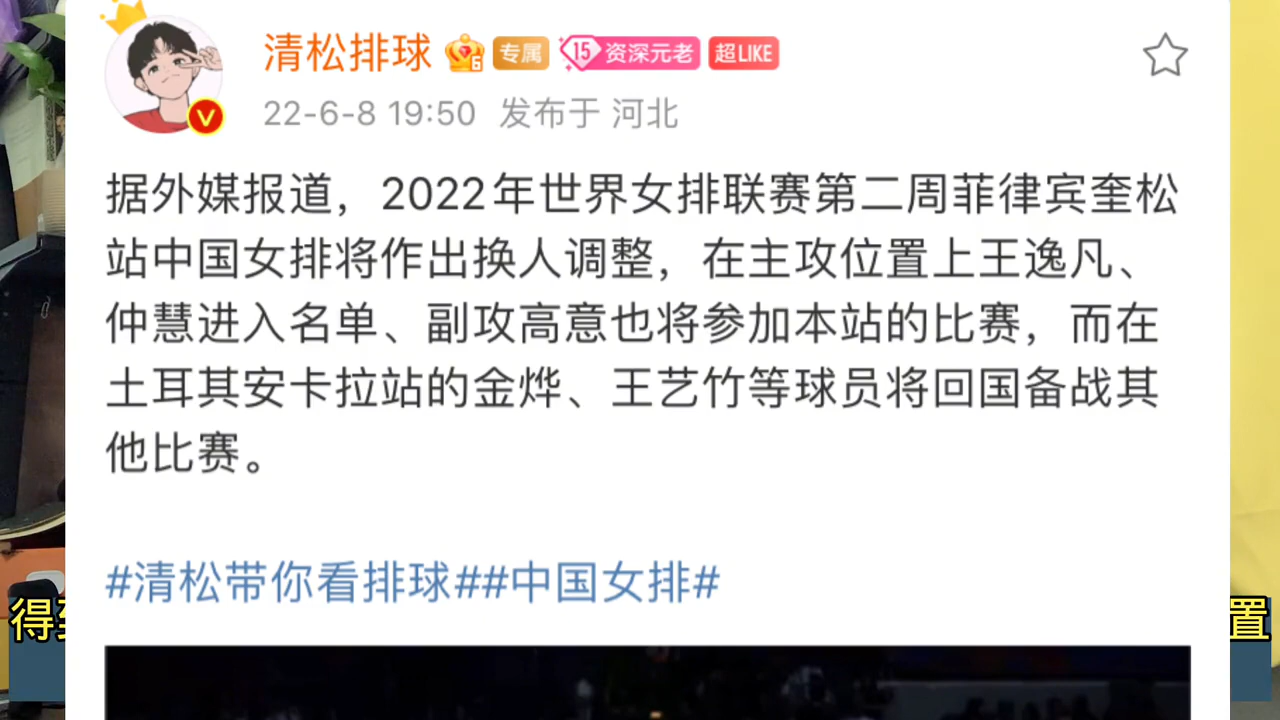 清松排球 6 专属 15 资深元老 超LIKE
22-6-8 19:50 发布于 河北
据外媒报道，2022年世界女排联赛第二周菲律宾奎松
站中国女排将作出换人调整，在主攻位置上王逸凡、
仲慧进入名单、副攻高意也将参加本站的比赛，而在
土耳其安卡拉站的金烨、王艺竹等球员将回国备战其
他比赛。
#清松带你看排球##中国女排#
得
置